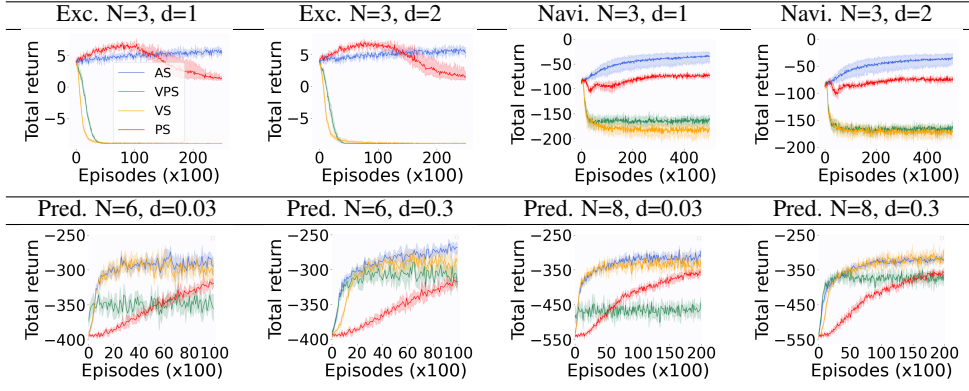 Exc. N=3, d=1
Exc. N=3, d=2
Navi. N=3, d=1
Navi. N=3, d=2
Total return
5
0
−5
AS
VPS
VS
PS
0 100 200
Episodes (x100)
Total return
5
0
−5
0 100 200
Episodes (x100)
Total return
0
−50
−100
−150
−200
0 200 400
Episodes (x100)
Total return
0
−50
−100
−150
−200
0 200 400
Episodes (x100)
Pred. N=6, d=0.03
Pred. N=6, d=0.3
Pred. N=8, d=0.03
Pred. N=8, d=0.3
Total return
−250
−300
−350
−400
0 20 40 60 80 100
Episodes (x100)
Total return
−250
−300
−350
−400
0 20 40 60 80 100
Episodes (x100)
Total return
−250
−350
−450
−550
0 50 100 150 200
Episodes (x100)
Total return
−250
−350
−450
−550
0 50 100 150 200
Episodes (x100)